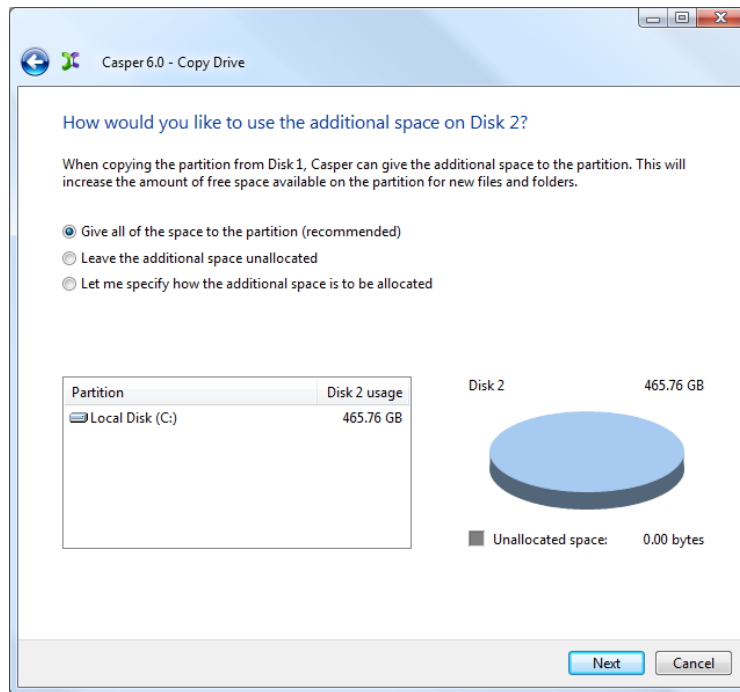 Casper 6.0 - Copy Drive
How would you like to use the additional space on Disk 2?
When copying the partition from Disk 1, Casper can give the additional space to the partition. This will
increase the amount of free space available on the partition for new files and folders.
Give all of the space to the partition (recommended)
Leave the additional space unallocated
Let me specify how the additional space is to be allocated
Partition Disk 2 usage
Local Disk (C:) 465.76 GB
Disk 2 465.76 GB
Unallocated space: 0.00 bytes
Next Cancel